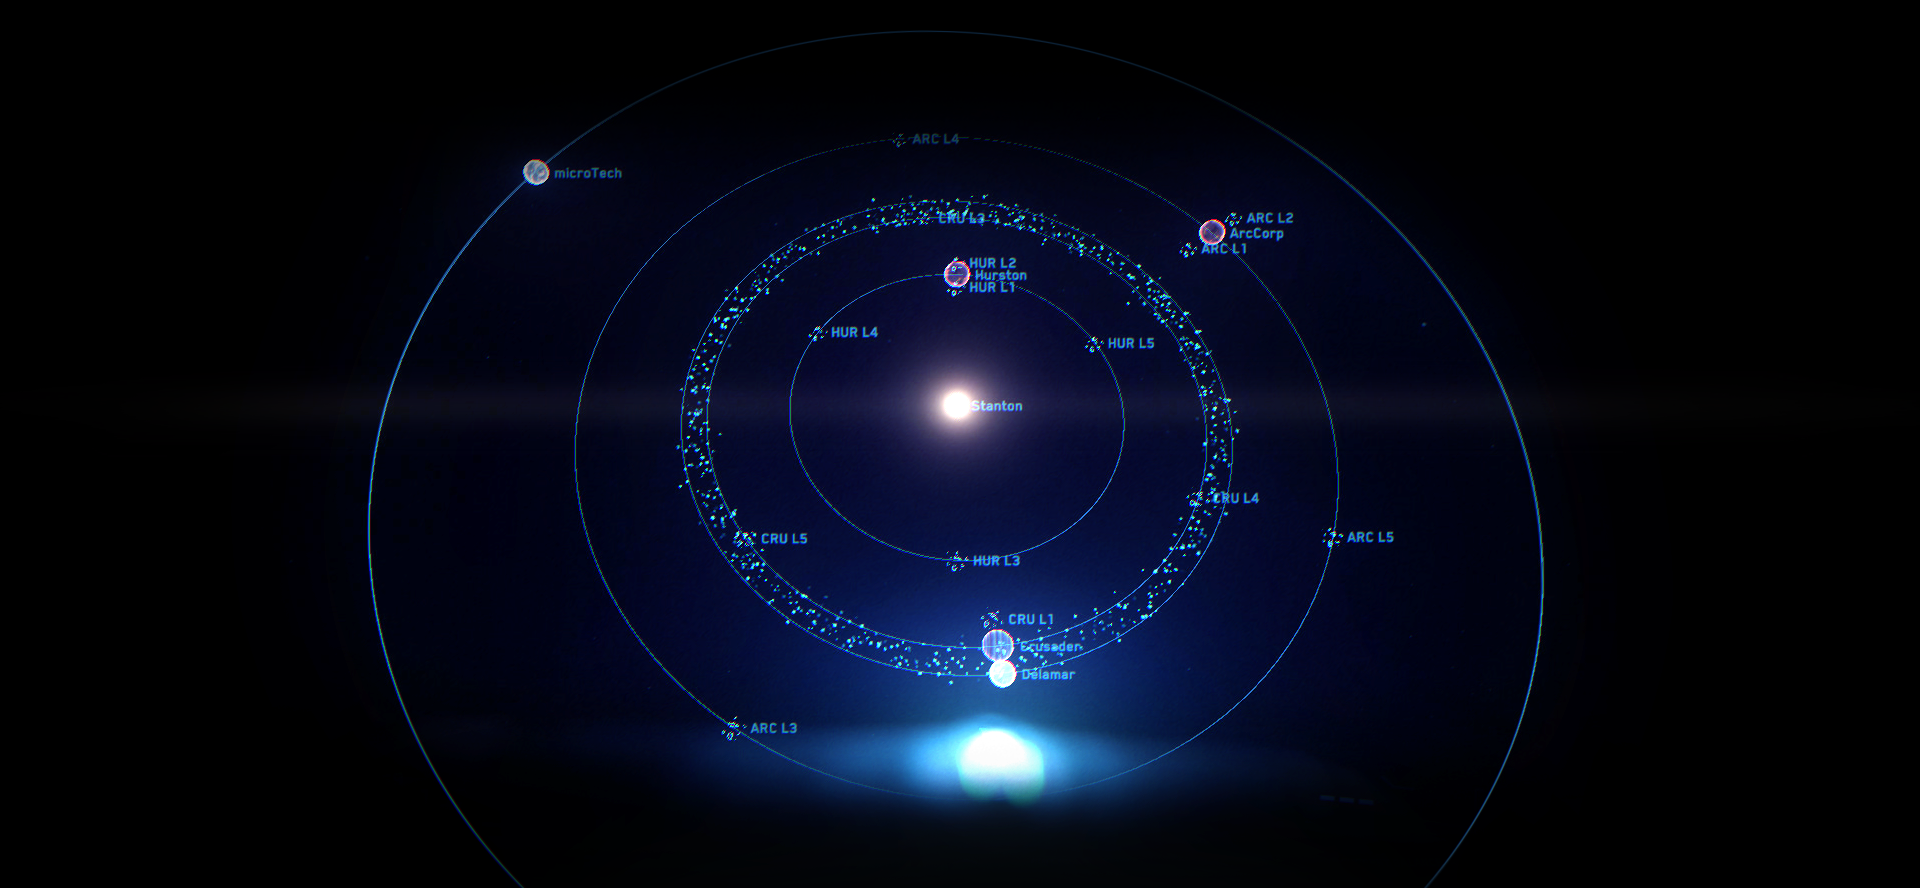 ARC L4
microTech
CRU L3
ARC L2
ArcCorp
ARC L1
HUR L2
Hurston
HUR L1
HUR L4
HUR L5
Stanton
CRU L4
CRU L5
ARC L5
HUR L3
CRU L1
Crusader
Delamar
ARC L3